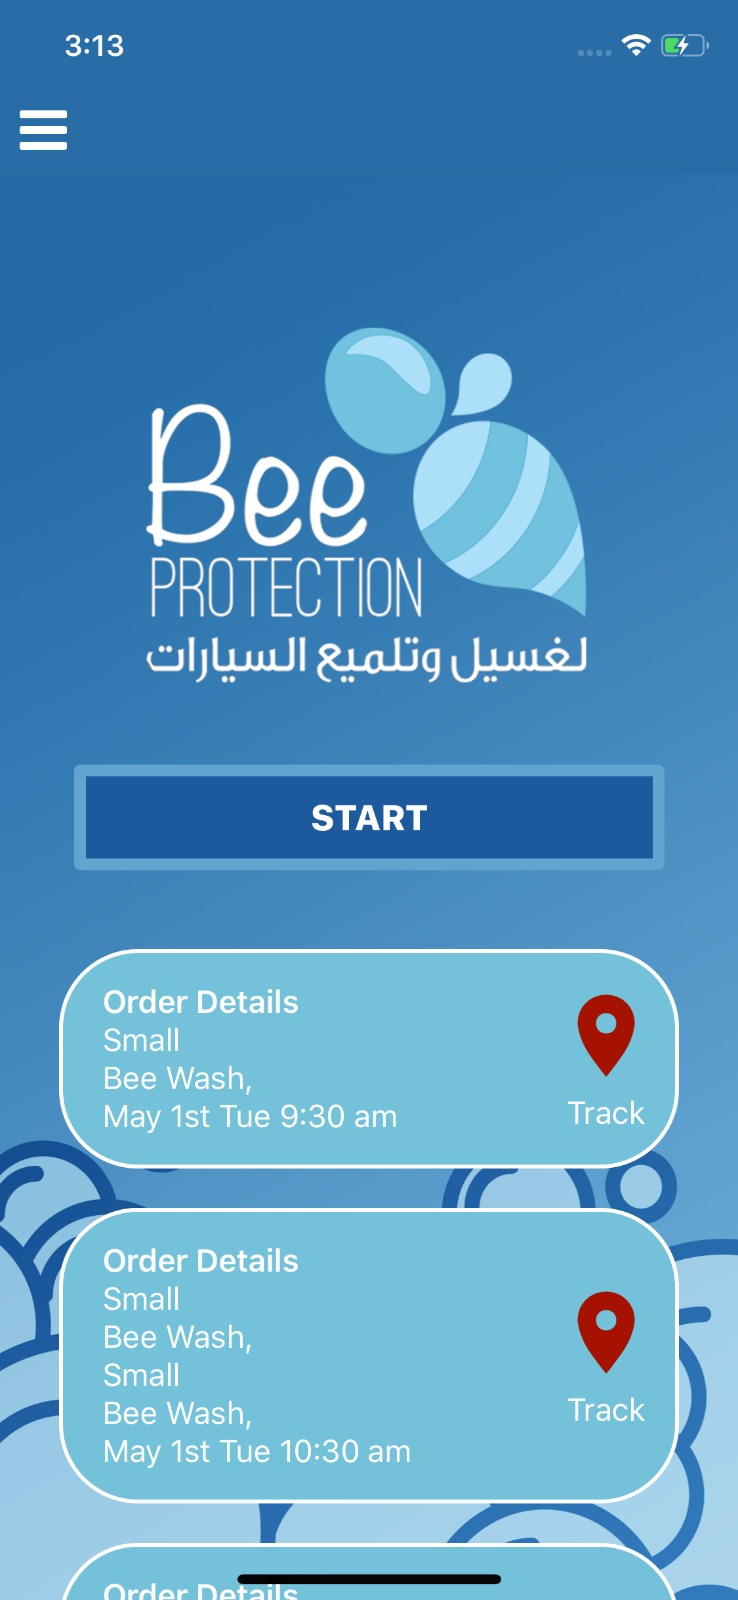 3:13
Bee
PROTECTION
لغسيل وتلميع السيارات
START
Order Details
Small
Bee Wash,
May 1st Tue 9:30 am
Track
Order Details
Small
Bee Wash,
Small
Bee Wash,
May 1st Tue 10:30 am
Track
Order Details